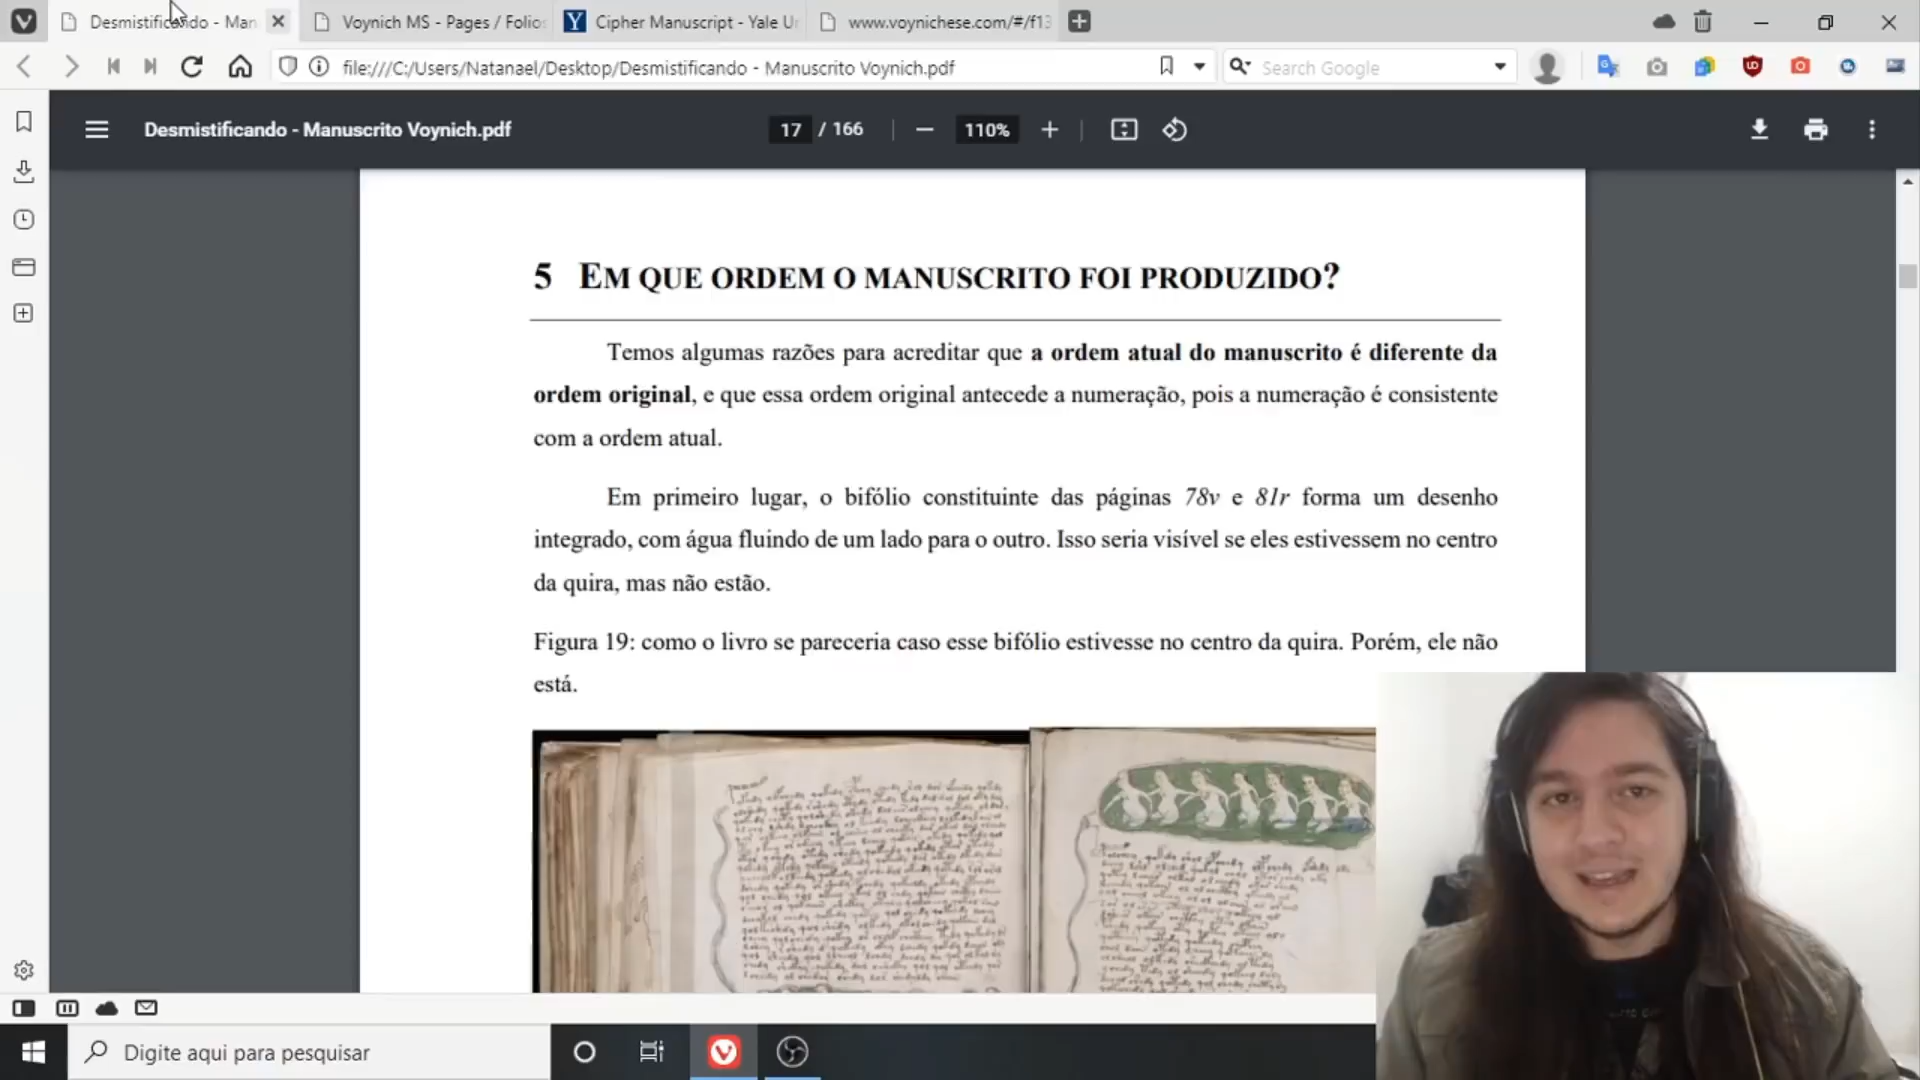 Desmistificando - Man
Voynich MS - Pages / Folios
Cipher Manuscript - Yale Un
www.voynichese.com/#/f13
file:///C:/Users/Natanael/Desktop/Desmistificando - Manuscrito Voynich.pdf
Search Google
Desmistificando - Manuscrito Voynich.pdf
17 / 166
110%
5 EM QUE ORDEM O MANUSCRITO FOI PRODUZIDO?
Temos algumas razões para acreditar que a ordem atual do manuscrito é diferente da
ordem original, e que essa ordem original antecede a numeração, pois a numeração é consistente
com a ordem atual.
Em primeiro lugar, o bifólio constituinte das páginas 78v e 81r forma um desenho
integrado, com água fluindo de um lado para o outro. Isso seria visível se eles estivessem no centro
da quira, mas não estão.
Figura 19: como o livro se pareceria caso esse bifólio estivesse no centro da quira. Porém, ele não
está.
Digite aqui para pesquisar